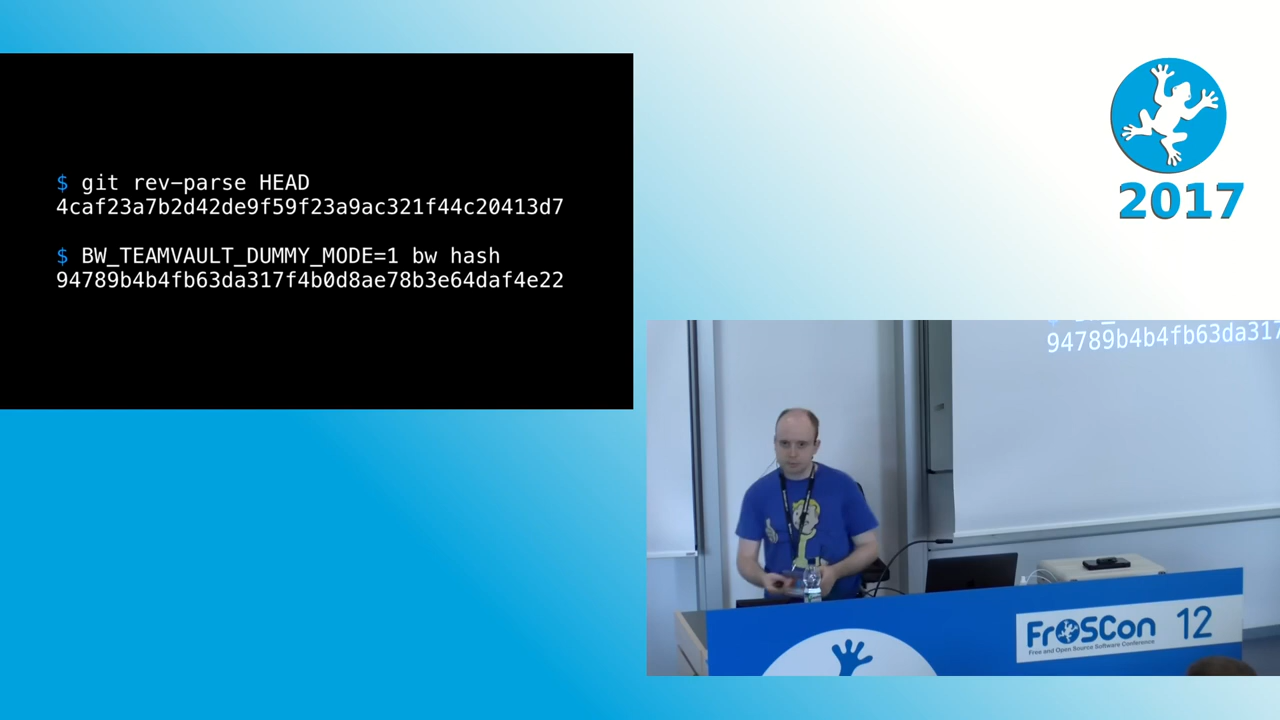 $ git rev-parse HEAD
4caf23a7b2d42de9f59f23a9ac321f44c20413d7
$ BW_TEAMVAULT_DUMMY_MODE=1 bw hash
94789b4b4fb63da317f4b0d8ae78b3e64daf4e22
2017
94789b4b4fb63da317
FrOSCon 12
Free and Open Source Software Conference